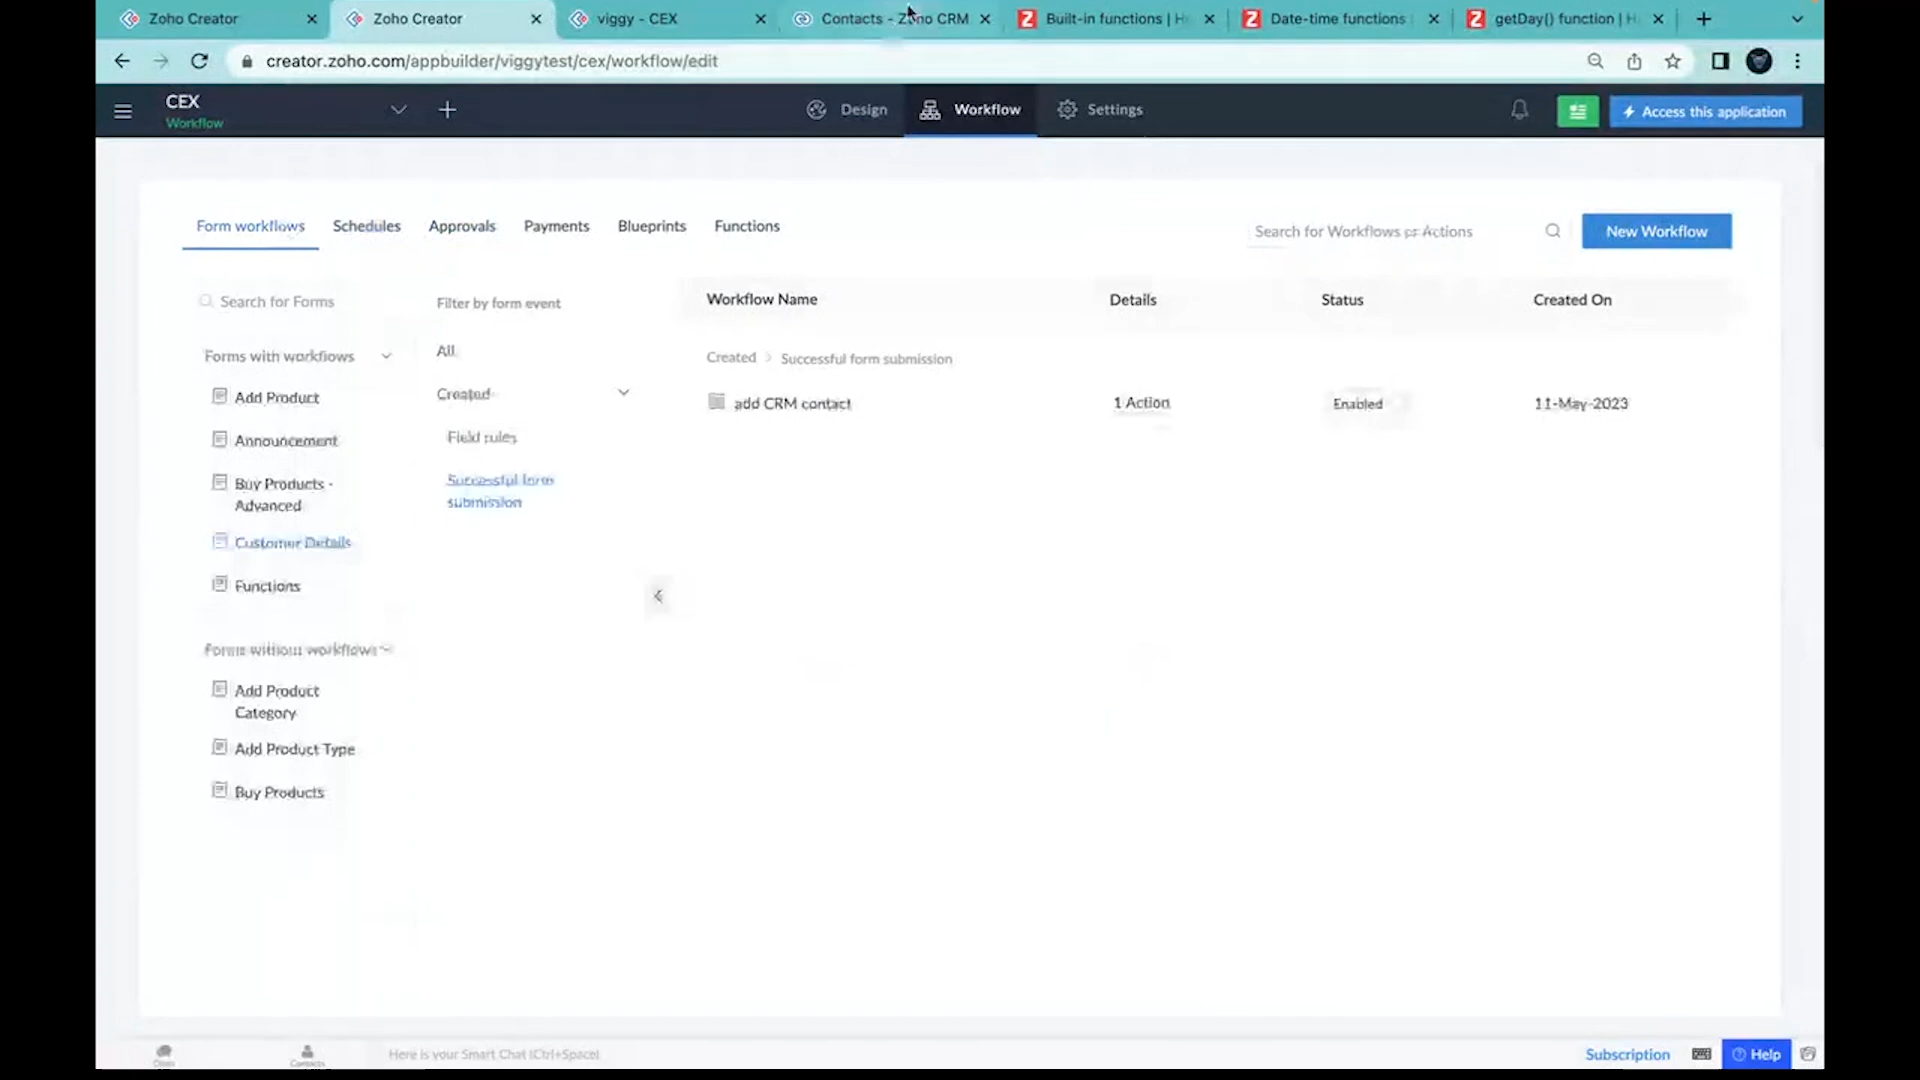 Zoho Creator
Zoho Creator
viggy - CEX
Contacts - Zoho CRM
Built-in functions | H
Date-time functions
getDay() function | H
creator.zoho.com/appbuilder/viggytest/cex/workflow/edit
CEX
Workflow
Design
Workflow
Settings
Access this application
Form workflows
Schedules
Approvals
Payments
Blueprints
Functions
Search for Workflows or Actions
New Workflow
Search for Forms
Filter by form event
Workflow Name
Details
Status
Created On
Forms with workflows
All
Created > Successful form submission
Add Product
Created
add CRM contact
1 Action
Enabled
11-May-2023
Announcement
Field rules
Buy Products -
Advanced
Successful form
submission
Customer Details
Functions
Forms without workflows
Add Product
Category
Add Product Type
Buy Products
Chats
Contacts
Here is your Smart Chat (Ctrl+Space)
Subscription
Help